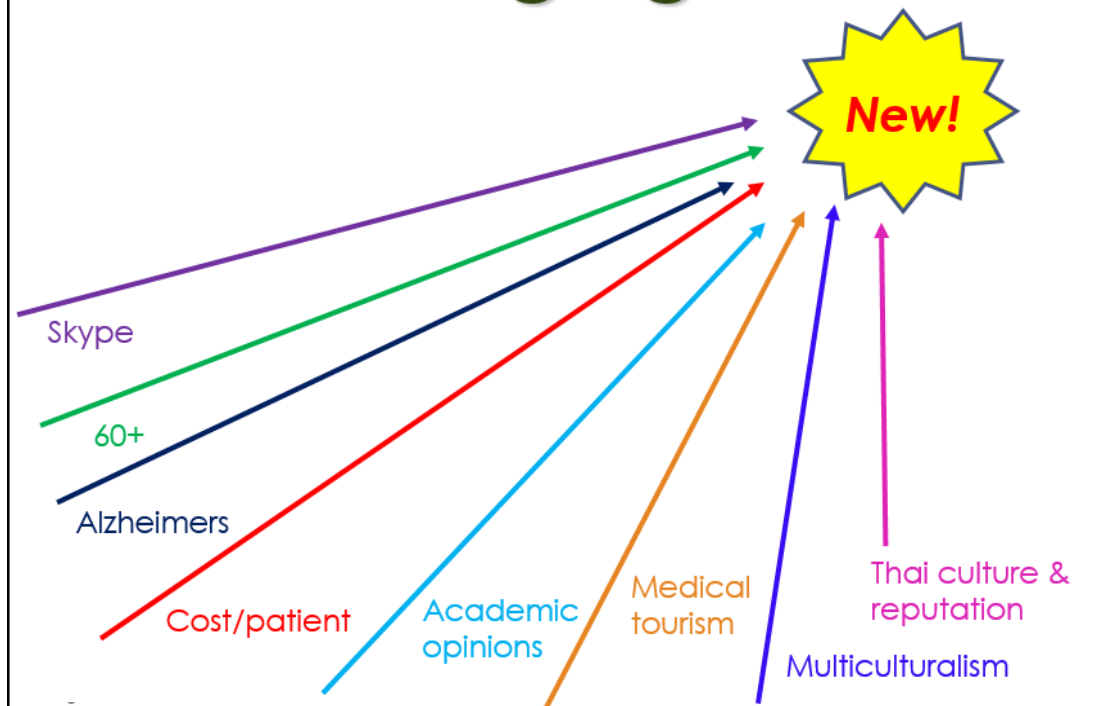 New!
Skype
60+
Alzheimers
Cost/patient
Academic
opinions
Medical
tourism
Thai culture &
reputation
Multiculturalism